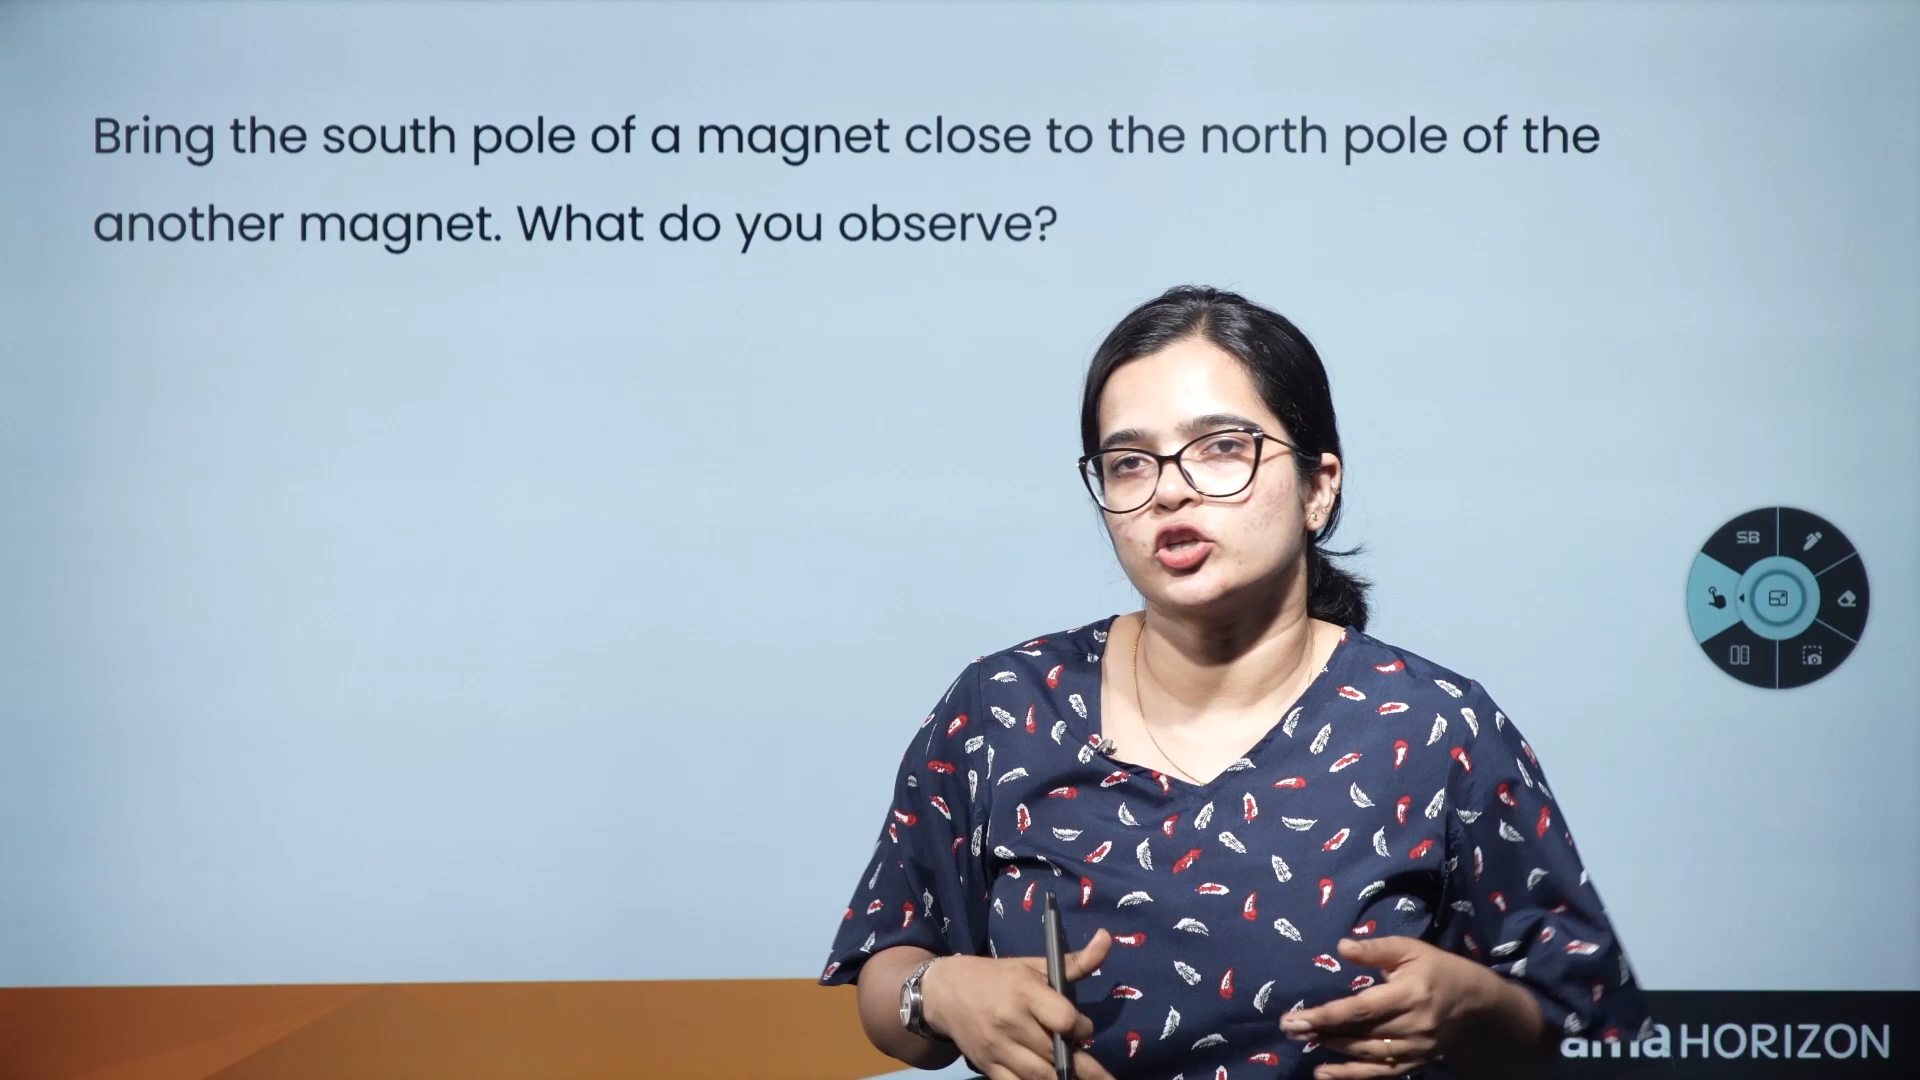 Bring the south pole of a magnet close to the north pole of the
another magnet. What do you observe?
SB
ama HORIZON